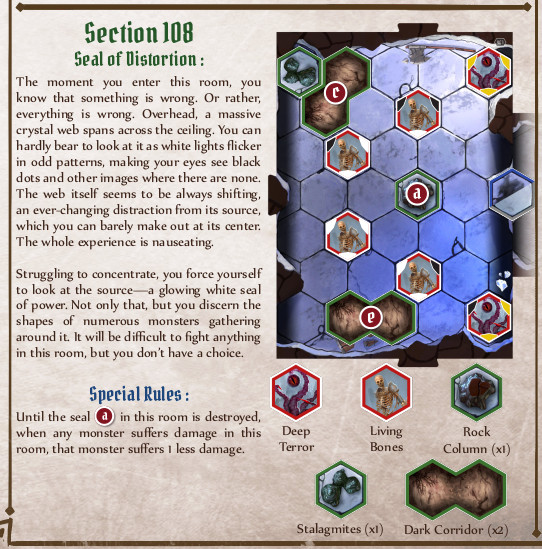 Section 108
Seal of Distortion:
The moment you enter this room, you
know that something is wrong. Or rather,
everything is wrong. Overhead, a massive
crystal web spans across the ceiling. You can
hardly bear to look at it as white lights flicker
in odd patterns, making your eyes see black
dots and other images where there are none.
The web itself seems to be always shifting,
an ever-changing distraction from its source,
which you can barely make out at its center.
The whole experience is nauseating.
Struggling to concentrate, you force yourself
to look at the source—a glowing white seal
of power. Not only that, but you discern the
shapes of numerous monsters gathering
around it. It will be difficult to fight anything
in this room, but you don't have a choice.
Special Rules:
Until the seal a in this room is destroyed,
when any monster suffers damage in this
room, that monster suffers 1 less damage.
c
a
e
Deep
Terror
Living
Bones
Rock
Column (x1)
Stalagmites (x1)
Dark Corridor (x2)